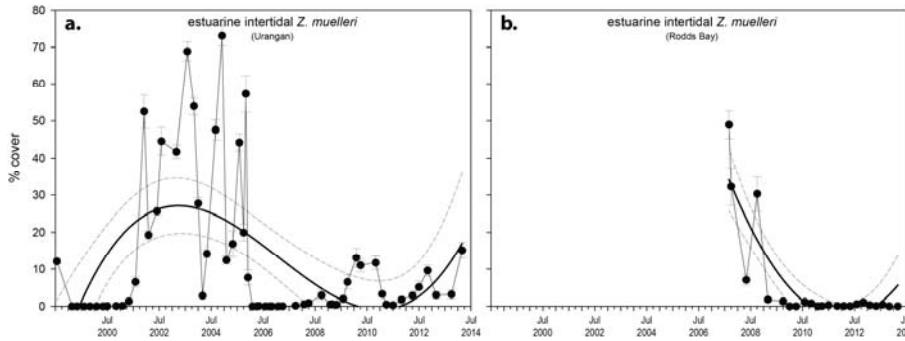 a.
estuarine intertidal Z. muelleri
(Urangan)
% cover
80
70
60
50
40
30
20
10
0
Jul Jul Jul Jul Jul Jul Jul Jul
2000 2002 2004 2006 2008 2010 2012 2014
b.
estuarine intertidal Z. muelleri
(Rodds Bay)
Jul Jul Jul Jul Jul Jul Jul
2000 2002 2004 2006 2008 2010 2012